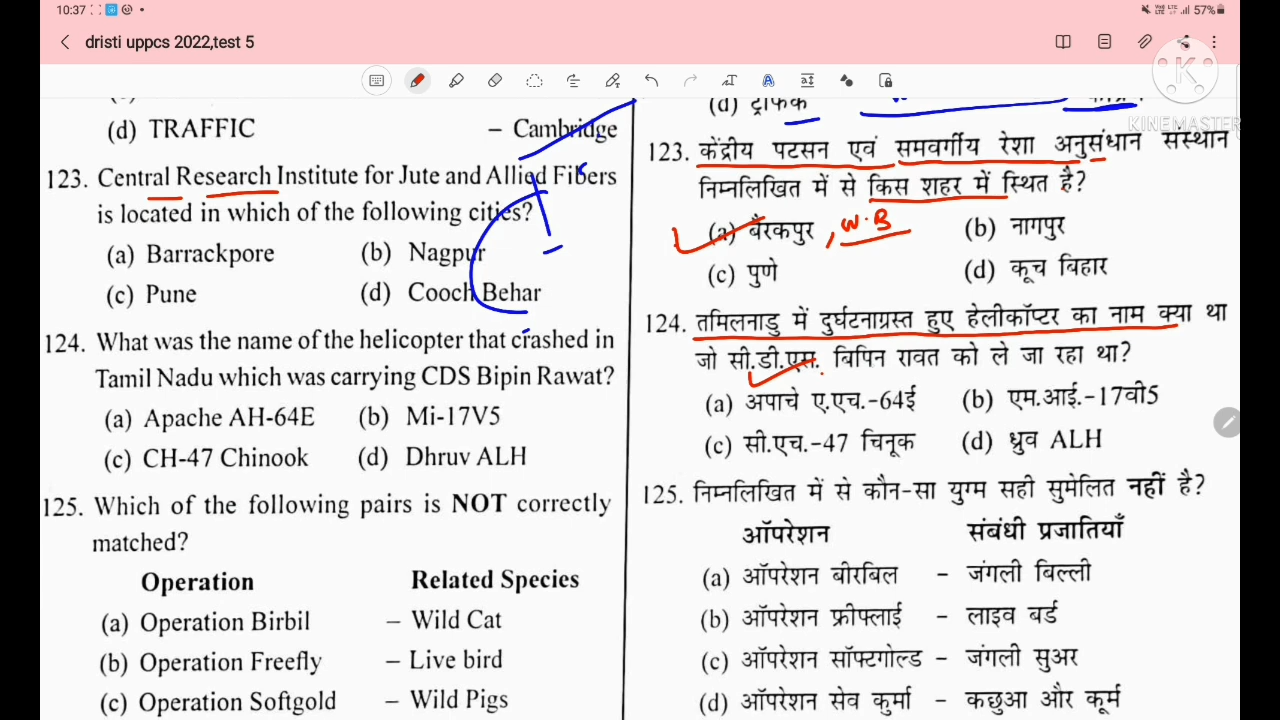 10:37
57%
dristi uppcs 2022,test 5
KINEMASTER
(d) TRAFFIC – Cambridge
123. Central Research Institute for Jute and Allied Fibers
is located in which of the following cities?
(a) Barrackpore (b) Nagpur
(c) Pune (d) Cooch Behar
124. What was the name of the helicopter that crashed in
Tamil Nadu which was carrying CDS Bipin Rawat?
(a) Apache AH-64E (b) Mi-17V5
(c) CH-47 Chinook (d) Dhruv ALH
125. Which of the following pairs is NOT correctly
matched?
Operation Related Species
(a) Operation Birbil – Wild Cat
(b) Operation Freefly – Live bird
(c) Operation Softgold – Wild Pigs
(d) ट्रैफिक
123. केंद्रीय पटसन एवं समवर्गीय रेशा अनुसंधान संस्थान
निम्नलिखित में से किस शहर में स्थित है?
(a) बैरकपुर , W.B (b) नागपुर
(c) पुणे (d) कूच बिहार
124. तमिलनाडु में दुर्घटनाग्रस्त हुए हेलीकॉप्टर का नाम क्या था
जो सी.डी.एस. बिपिन रावत को ले जा रहा था?
(a) अपाचे ए.एच.-64ई (b) एम.आई.-17वी5
(c) सी.एच.-47 चिनूक (d) ध्रुव ALH
125. निम्नलिखित में से कौन-सा युग्म सही सुमेलित नहीं है?
ऑपरेशन संबंधी प्रजातियाँ
(a) ऑपरेशन बीरबिल – जंगली बिल्ली
(b) ऑपरेशन फ्रीफ्लाई – लाइव बर्ड
(c) ऑपरेशन सॉफ्टगोल्ड – जंगली सुअर
(d) ऑपरेशन सेव कुर्मा – कछुआ और कूर्म